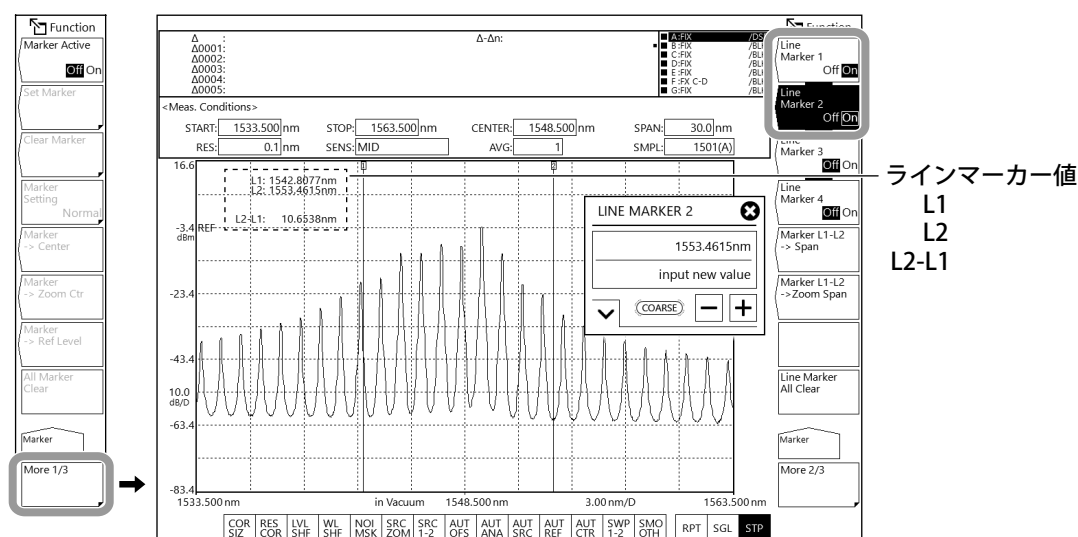 Function
Marker Active
Off On
Set Marker
Clear Marker
Marker
Setting
Normal
Marker
-> Center
Marker
-> Zoom Ctr
Marker
-> Ref Level
All Marker
Clear
Marker
More 1/3
Δ :
Δ0001:
Δ0002:
Δ0003:
Δ0004:
Δ0005:
Δ-Δn:
A:FIX /DS
B:FIX /BL
C:FIX /BL
D:FIX /BL
E:FIX /BL
F:FX C-D /BL
G:FIX /BL
<Meas. Conditions>
START: 1533.500 nm STOP: 1563.500 nm CENTER: 1548.500 nm SPAN: 30.0 nm
RES: 0.1 nm SENS: MID AVG: 1 SMPL: 1501(A)
16.6
-3.4 REF
dBm
-23.4
-43.4
10.0
dB/D
-63.4
-83.4
1 2
L1: 1542.8077nm
L2: 1553.4615nm
L2-L1: 10.6538nm
LINE MARKER 2
1553.4615nm
input new value
COARSE
1533.500 nm in Vacuum 1548.500 nm 3.00 nm/D 1563.500 nm
COR SIZ
RES COR
LVL SHF
WL SHF
NOI MSK
SRC ZOM
SRC 1-2
AUT OFS
AUT ANA
AUT SRC
AUT REF
AUT CTR
SWP 1-2
SMO OTH
RPT
SGL
STP
Function
Line
Marker 1
Off On
Line
Marker 2
Off On
Line
Marker 3
Off On
Line
Marker 4
Off On
Marker L1-L2
-> Span
Marker L1-L2
->Zoom Span
Line Marker
All Clear
Marker
More 2/3
ラインマーカー値
L1
L2
L2-L1